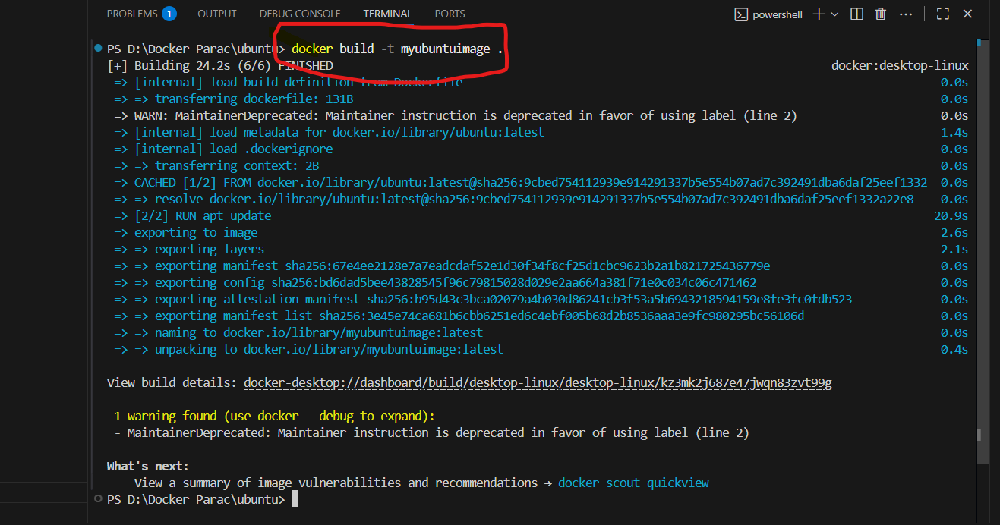 PROBLEMS 1 OUTPUT DEBUG CONSOLE TERMINAL PORTS powershell
PS D:\Docker Parac\ubuntu> docker build -t myubuntuimage .
[+] Building 24.2s (6/6) FINISHED docker:desktop-linux
=> [internal] load build definition from Dockerfile 0.0s
=> => transferring dockerfile: 131B 0.0s
=> WARN: MaintainerDeprecated: Maintainer instruction is deprecated in favor of using label (line 2) 0.0s
=> [internal] load metadata for docker.io/library/ubuntu:latest 1.4s
=> [internal] load .dockerignore 0.0s
=> => transferring context: 2B 0.0s
=> CACHED [1/2] FROM docker.io/library/ubuntu:latest@sha256:9cbed754112939e914291337b5e554b07ad7c392491dba6daf25eef1332 0.0s
=> => resolve docker.io/library/ubuntu:latest@sha256:9cbed754112939e914291337b5e554b07ad7c392491dba6daf25eef1332a22e8 0.0s
=> [2/2] RUN apt update 20.9s
=> exporting to image 2.6s
=> => exporting layers 2.1s
=> => exporting manifest sha256:67e4ee2128e7a7eadcdaf52e1d30f34f8cf25d1cbc9623b2a1b821725436779e 0.0s
=> => exporting config sha256:bd6dad5bee43828545f96c79815028d029e2aa664a381f71e0c034c06c471462 0.0s
=> => exporting attestation manifest sha256:b95d43c3bca02079a4b030d86241cb3f53a5b6943218594159e8fe3fc0fdb523 0.0s
=> => exporting manifest list sha256:3e45e74ca681b6cbb6251ed6c4ebf005b68d2b8536aaa3e9fc980295bc56106d 0.0s
=> => naming to docker.io/library/myubuntuimage:latest 0.0s
=> => unpacking to docker.io/library/myubuntuimage:latest 0.4s
View build details: docker-desktop://dashboard/build/desktop-linux/desktop-linux/kz3mk2j687e47jwqn83zvt99g
1 warning found (use docker --debug to expand):
- MaintainerDeprecated: Maintainer instruction is deprecated in favor of using label (line 2)
What's next:
View a summary of image vulnerabilities and recommendations → docker scout quickview
PS D:\Docker Parac\ubuntu>